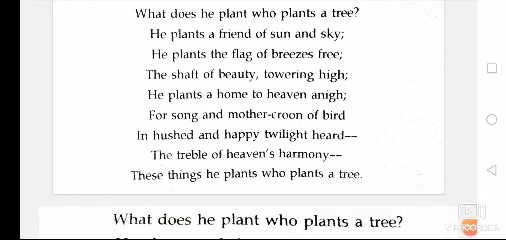 What does he plant who plants a tree?
He plants a friend of sun and sky;
He plants the flag of breezes free;
The shaft of beauty, towering high;
He plants a home to heaven anigh;
For song and mother-croon of bird
In hushed and happy twilight heard--
The treble of heaven's harmony--
These things he plants who plants a tree.
What does he plant who plants a tree?